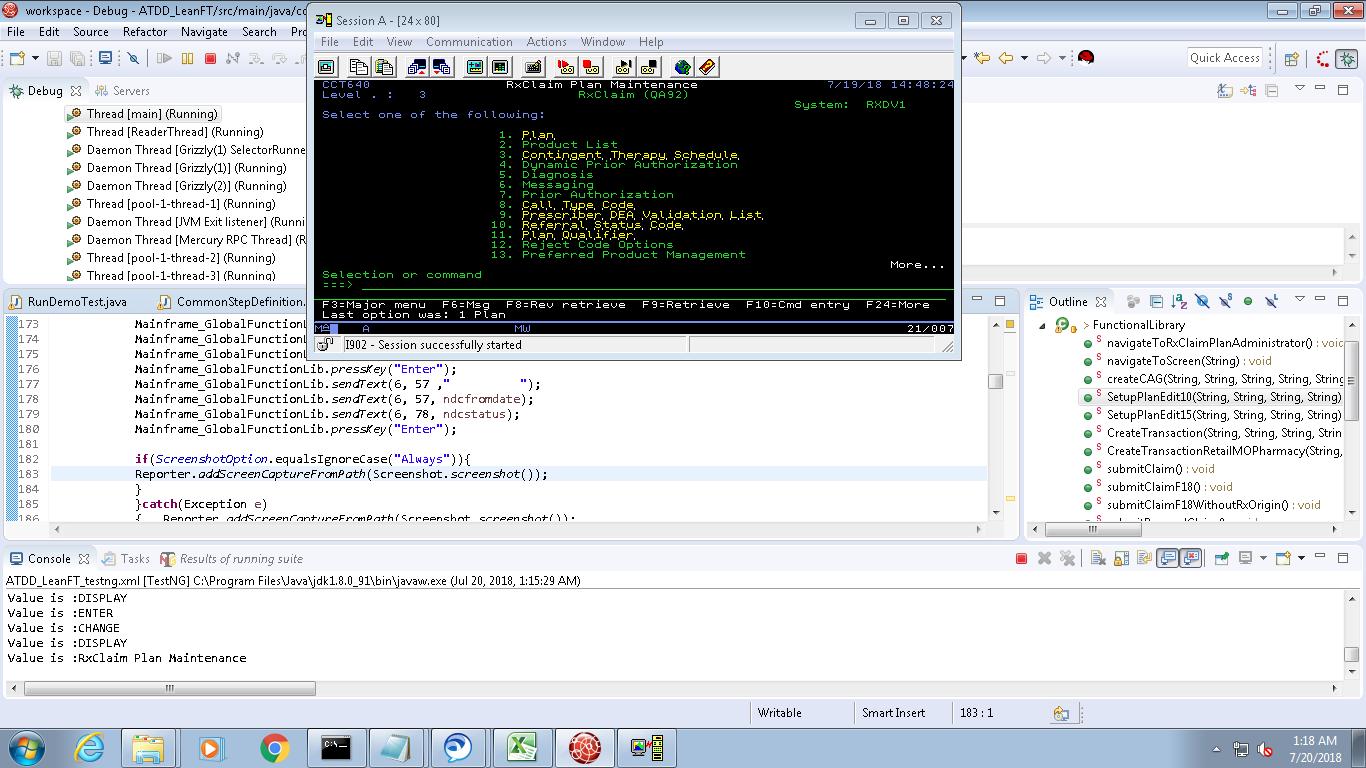 workspace - Debug - ATDD_LeanFT/src/main/java/co
File Edit Source Refactor Navigate Search Pro
Quick Access
Debug Servers
Thread [main] (Running)
Thread [ReaderThread] (Running)
Daemon Thread [Grizzly(1) SelectorRunne
Daemon Thread [Grizzly(1)] (Running)
Daemon Thread [Grizzly(2)] (Running)
Thread [pool-1-thread-1] (Running)
Daemon Thread [JVM Exit listener] (Runni
Daemon Thread [Mercury RPC Thread] (R
Thread [pool-1-thread-2] (Running)
Thread [pool-1-thread-3] (Running)
Session A - [24 x 80]
File Edit View Communication Actions Window Help
CCT640 RxClaim Plan Maintenance 7/19/18 14:48:24
Level . : 3 RxClaim (QA92)
System: RXDV1
Select one of the following:
1. Plan
2. Product List
3. Contingent Therapy Schedule
4. Dynamic Prior Authorization
5. Diagnosis
6. Messaging
7. Prior Authorization
8. Call Type Code
9. Prescriber DEA Validation List
10. Referral Status Code
11. Plan Qualifier
12. Reject Code Options
13. Preferred Product Management
More...
Selection or command
===>
F3=Major menu F6=Msg F8=Rev retrieve F9=Retrieve F10=Cmd entry F24=More
Last option was: 1 Plan
MA A MW 21/007
I902 - Session successfully started
RunDemoTest.java CommonStepDefinition.
173 Mainframe_GlobalFunctionL
174 Mainframe_GlobalFunctionL
175 Mainframe_GlobalFunctionL
176 Mainframe_GlobalFunctionLib.pressKey("Enter");
177 Mainframe_GlobalFunctionLib.sendText(6, 57 ,"          ");
178 Mainframe_GlobalFunctionLib.sendText(6, 57, ndcfromdate);
179 Mainframe_GlobalFunctionLib.sendText(6, 78, ndcstatus);
180 Mainframe_GlobalFunctionLib.pressKey("Enter");
181
182 if(ScreenshotOption.equalsIgnoreCase("Always")){
183 Reporter.addScreenCaptureFromPath(Screenshot.screenshot());
184 }
185 }catch(Exception e)
186 { Reporter.addScreenCaptureFromPath(Screenshot.screenshot());
Outline
> FunctionalLibrary
navigateToRxClaimPlanAdministrator() : voic
navigateToScreen(String) : void
createCAG(String, String, String, String, Strinç
SetupPlanEdit10(String, String, String, String)
SetupPlanEdit15(String, String, String, String)
CreateTransaction(String, String, String, String
CreateTransactionRetailMOPharmacy(String,
submitClaim() : void
submitClaimF18() : void
submitClaimF18WithoutRxOrigin() : void
Console Tasks Results of running suite
ATDD_LeanFT_testng.xml [TestNG] C:\Program Files\Java\jdk1.8.0_91\bin\javaw.exe (Jul 20, 2018, 1:15:29 AM)
Value is :DISPLAY
Value is :ENTER
Value is :CHANGE
Value is :DISPLAY
Value is :RxClaim Plan Maintenance
Writable Smart Insert 183 : 1
1:18 AM
7/20/2018